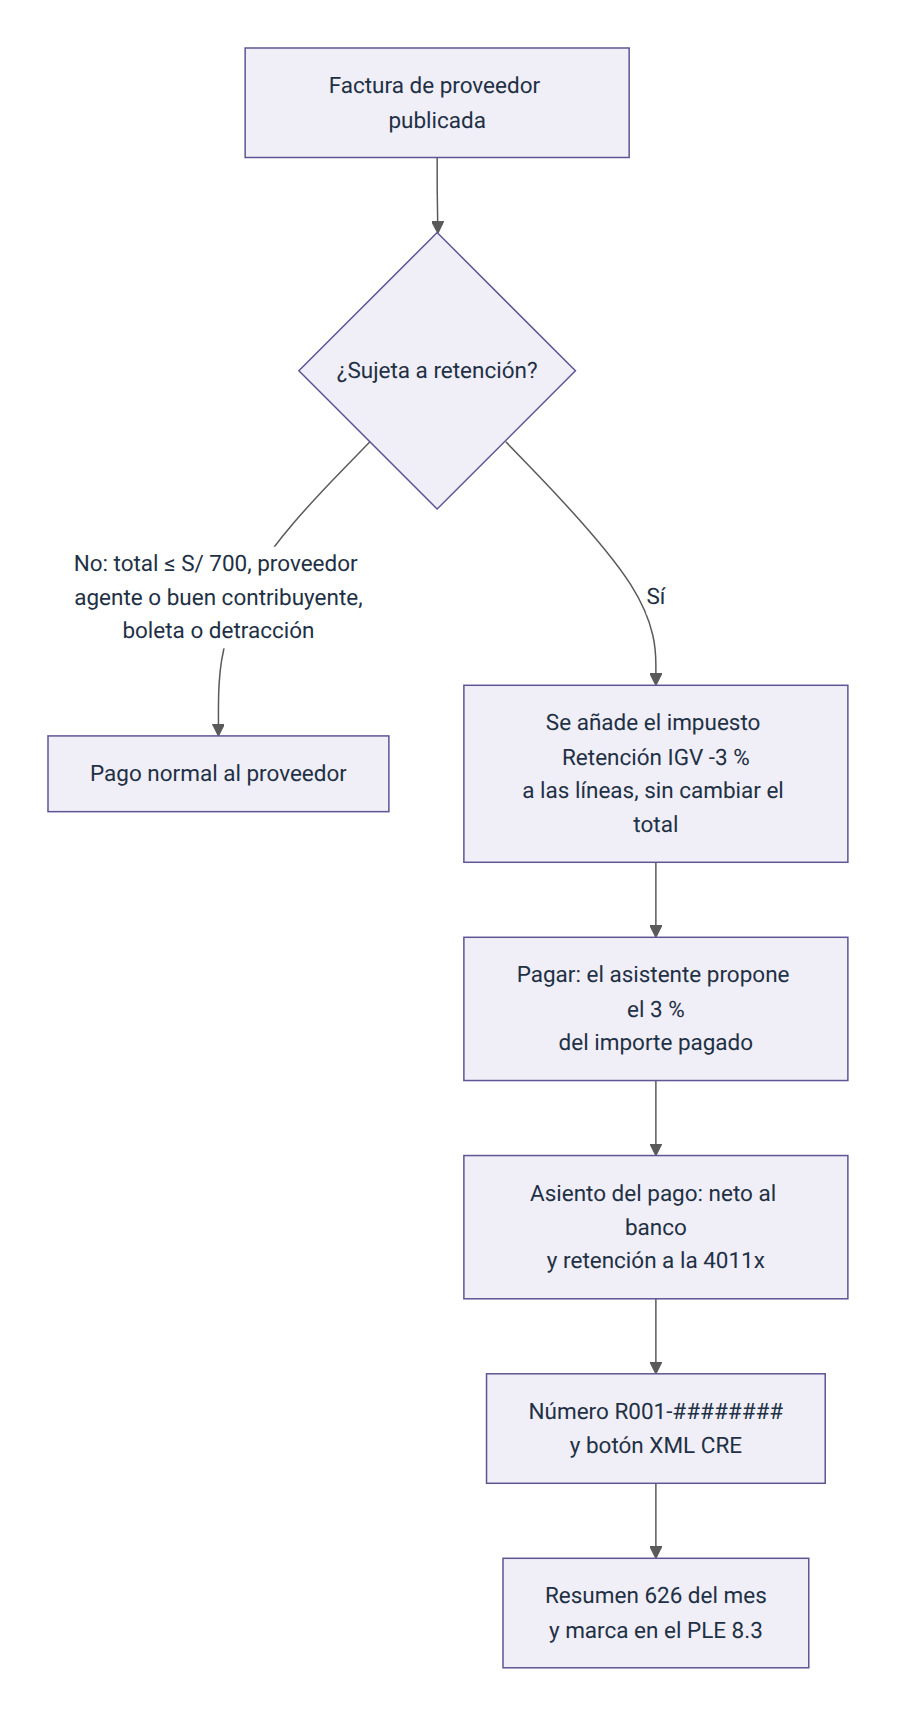 Factura de proveedor
publicada
¿Sujeta a retención?
No: total ≤ S/ 700, proveedor
agente o buen contribuyente,
boleta o detracción
Sí
Pago normal al proveedor
Se añade el impuesto
Retención IGV -3 %
a las líneas, sin cambiar el
total
Pagar: el asistente propone
el 3 %
del importe pagado
Asiento del pago: neto al
banco
y retención a la 4011x
Número R001-########
y botón XML CRE
Resumen 626 del mes
y marca en el PLE 8.3